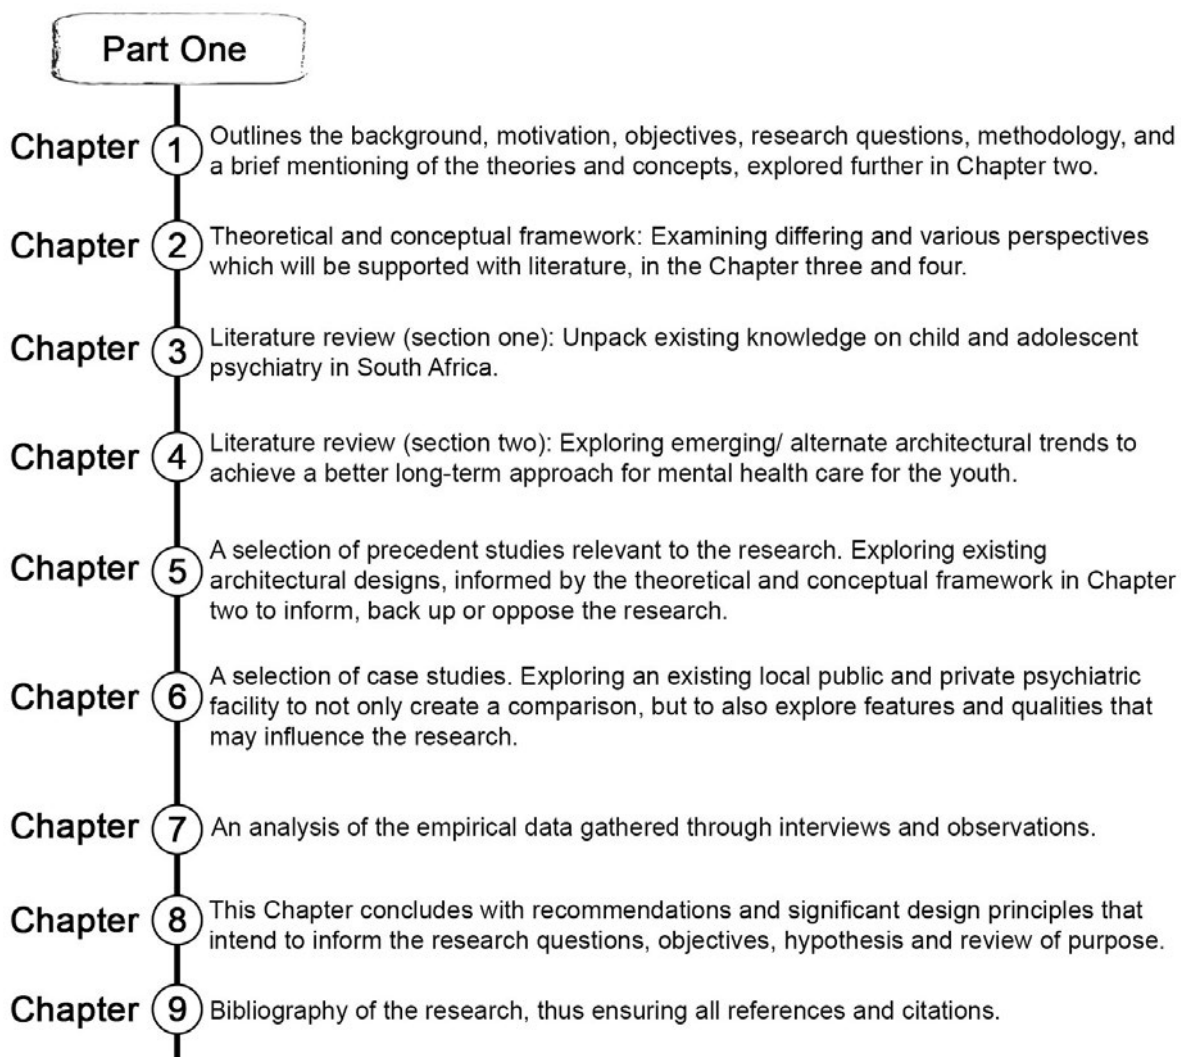 Part One
Chapter 1 Outlines the background, motivation, objectives, research questions, methodology, and
a brief mentioning of the theories and concepts, explored further in Chapter two.
Chapter 2 Theoretical and conceptual framework: Examining differing and various perspectives
which will be supported with literature, in the Chapter three and four.
Chapter 3 Literature review (section one): Unpack existing knowledge on child and adolescent
psychiatry in South Africa.
Chapter 4 Literature review (section two): Exploring emerging/ alternate architectural trends to
achieve a better long-term approach for mental health care for the youth.
Chapter 5 A selection of precedent studies relevant to the research. Exploring existing
architectural designs, informed by the theoretical and conceptual framework in Chapter
two to inform, back up or oppose the research.
Chapter 6 A selection of case studies. Exploring an existing local public and private psychiatric
facility to not only create a comparison, but to also explore features and qualities that
may influence the research.
Chapter 7 An analysis of the empirical data gathered through interviews and observations.
Chapter 8 This Chapter concludes with recommendations and significant design principles that
intend to inform the research questions, objectives, hypothesis and review of purpose.
Chapter 9 Bibliography of the research, thus ensuring all references and citations.